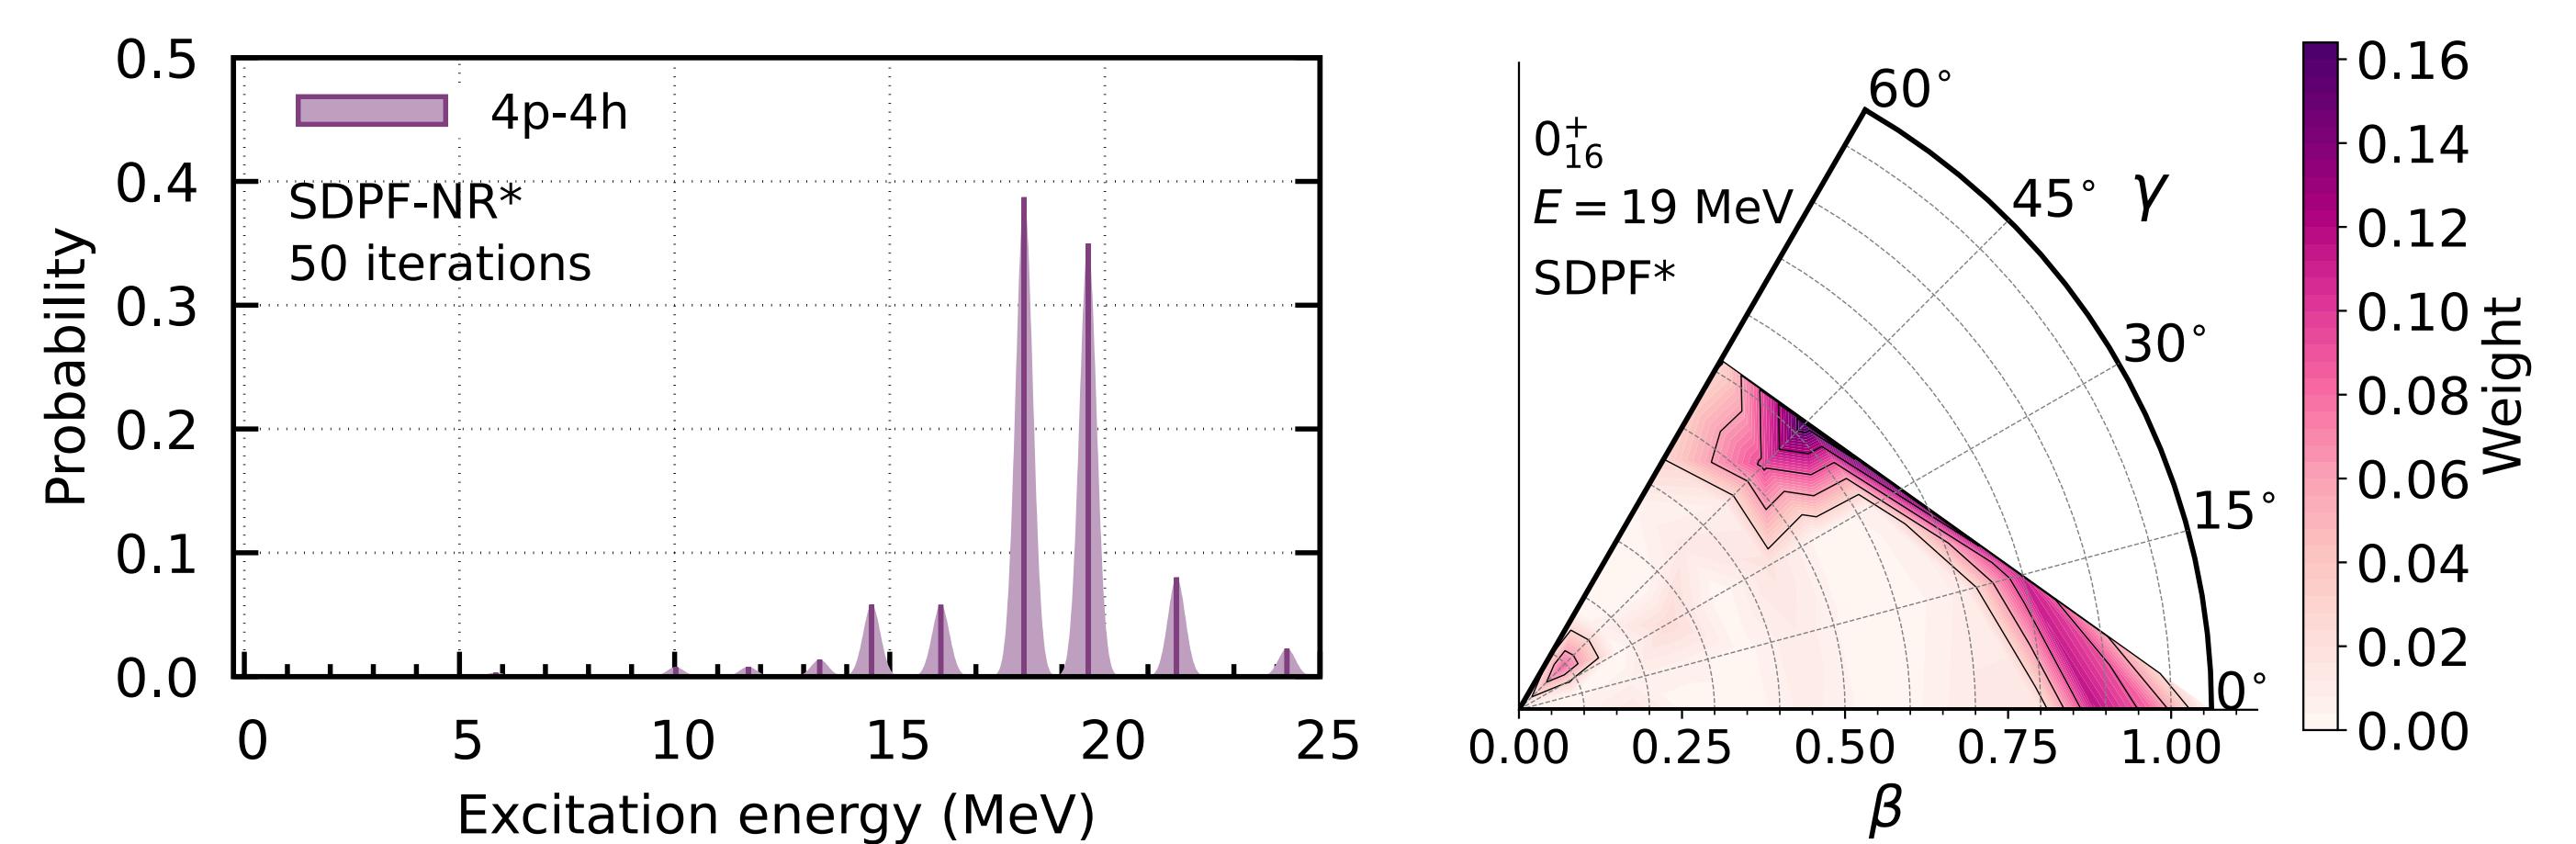 0.5
0.4
0.3
0.2
0.1
0.0
Probability
4p-4h
SDPF-NR*
50 iterations
0 5 10 15 20 25
Excitation energy (MeV)
0⁺₁₆
E = 19 MeV
SDPF*
60°
45°
γ
30°
15°
0°
0.00 0.25 0.50 0.75 1.00
β
0.16
0.14
0.12
0.10
0.08
0.06
0.04
0.02
0.00
Weight